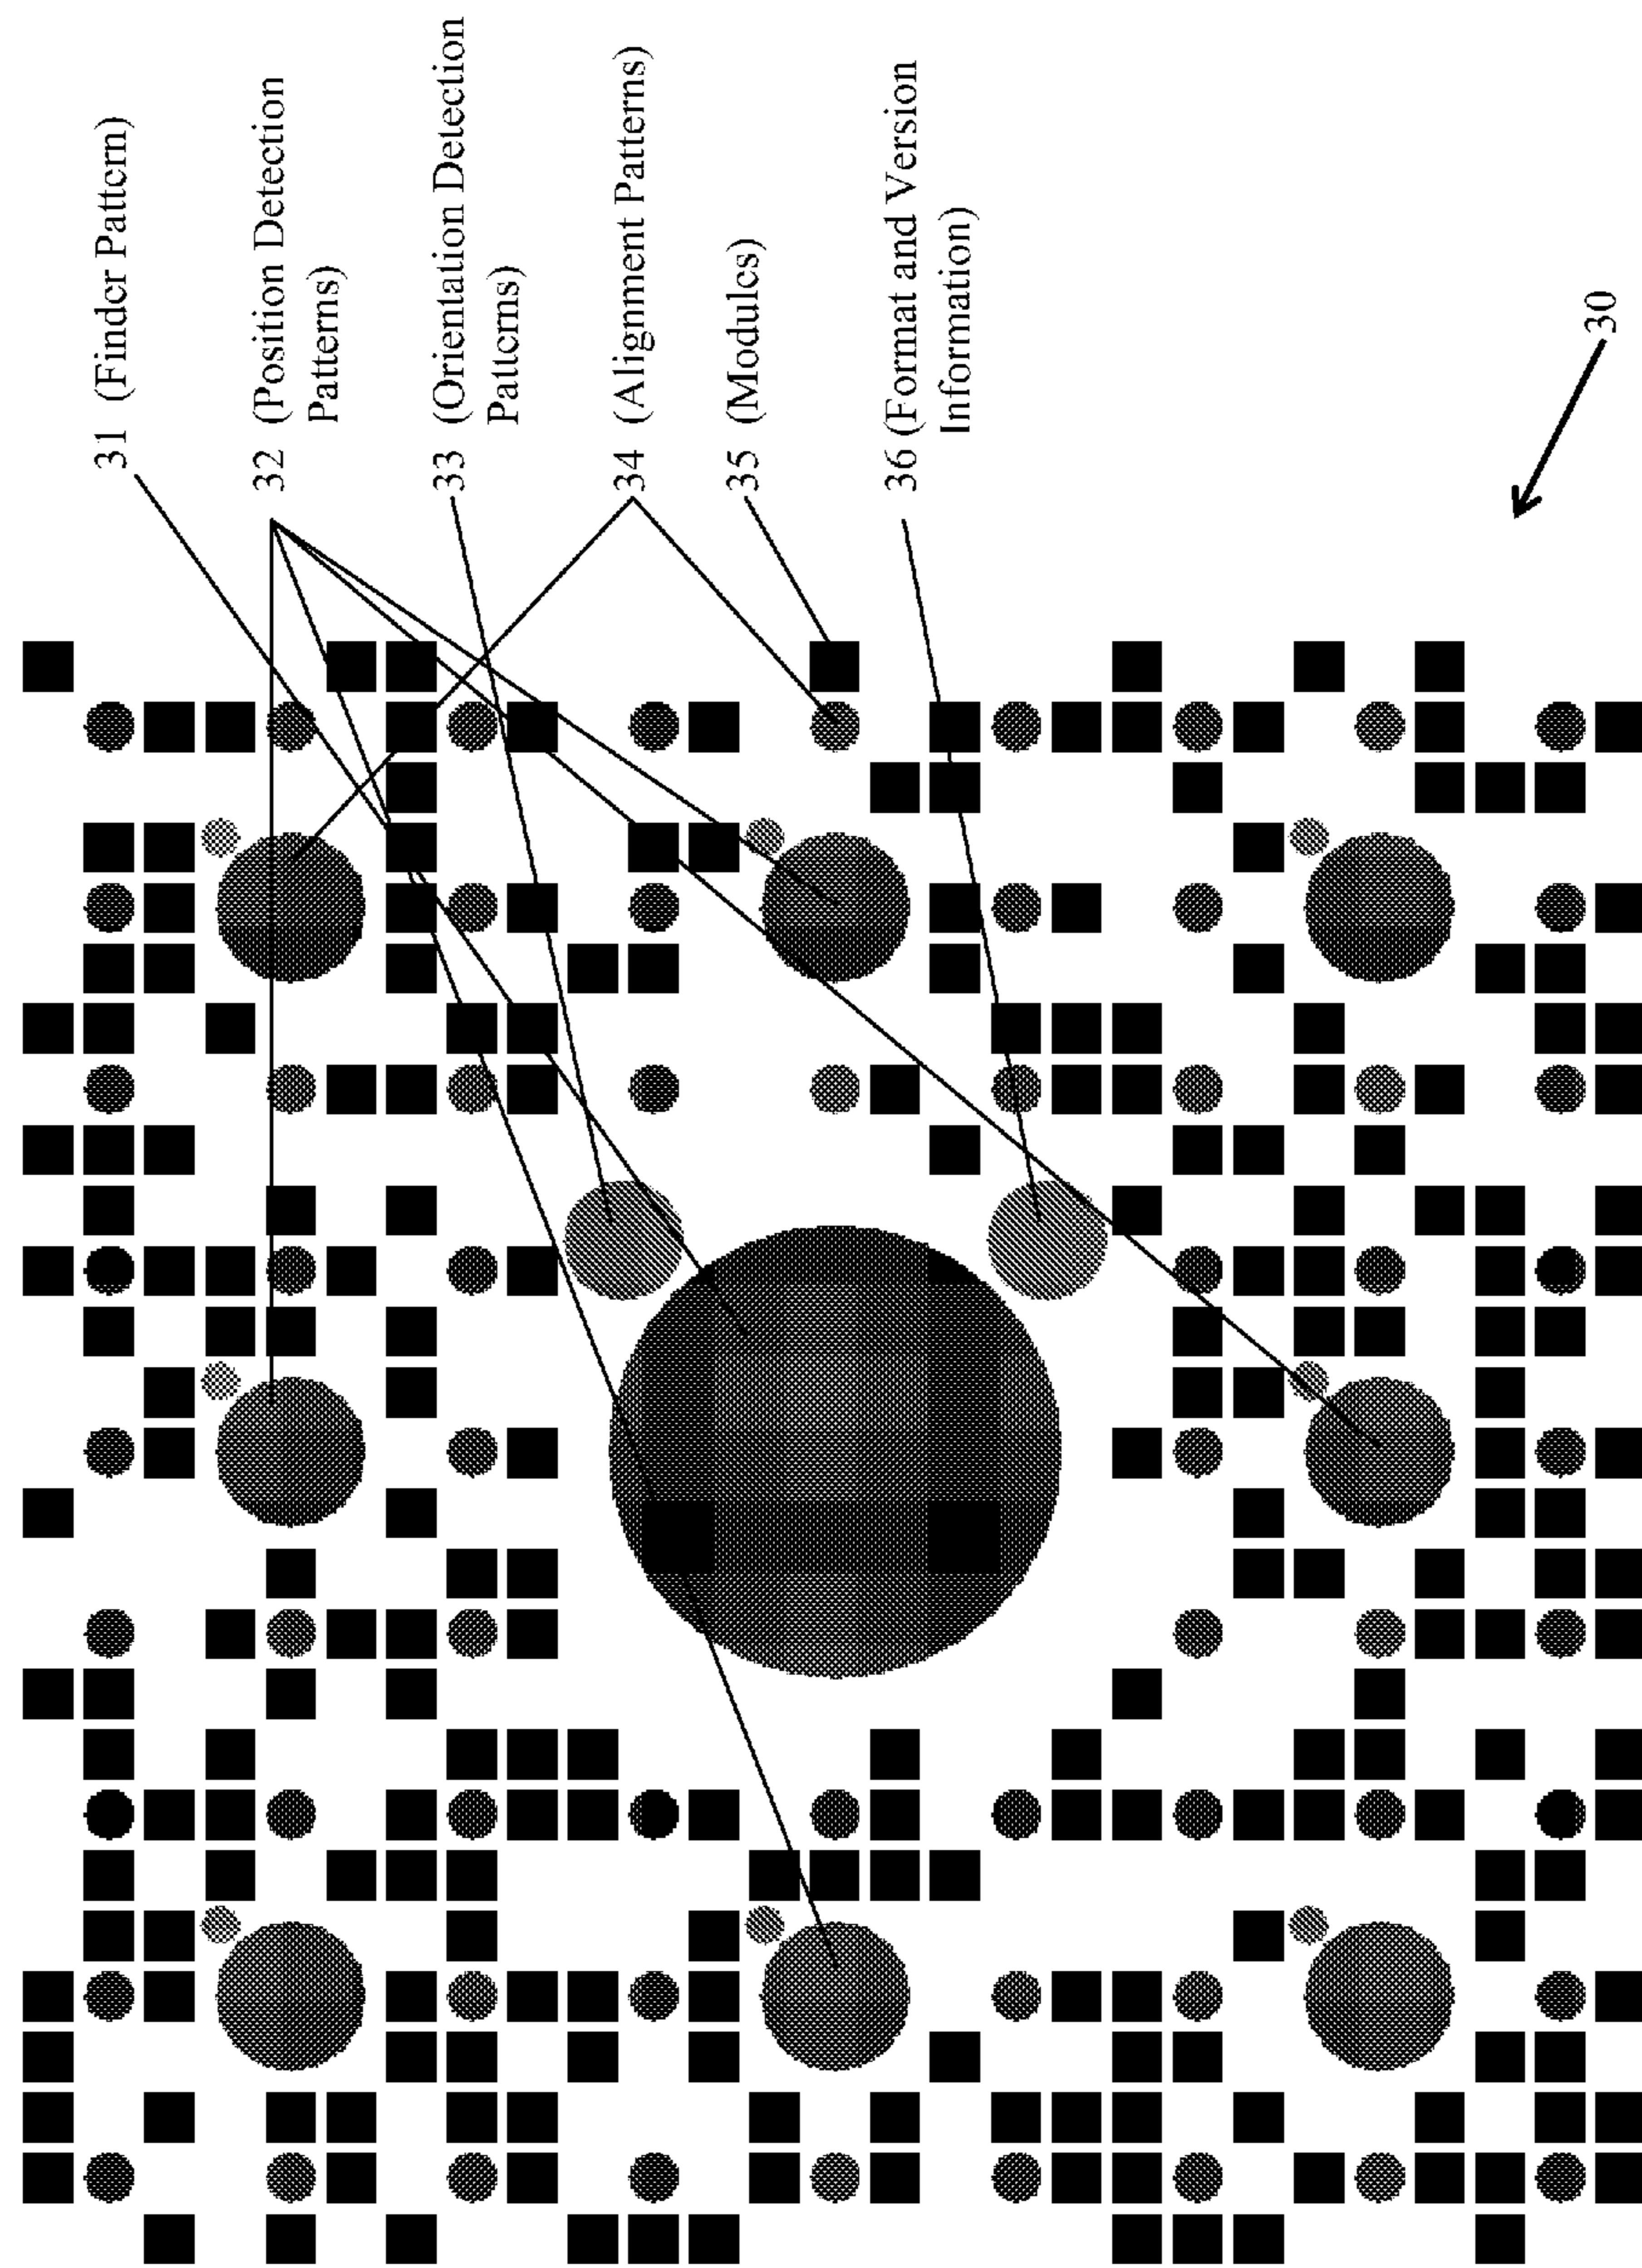 31 (Finder Pattern)
32 (Position Detection
Patterns)
33 (Orientation Detection
Patterns)
34 (Alignment Patterns)
35 (Modules)
36 (Format and Version
Information)
30